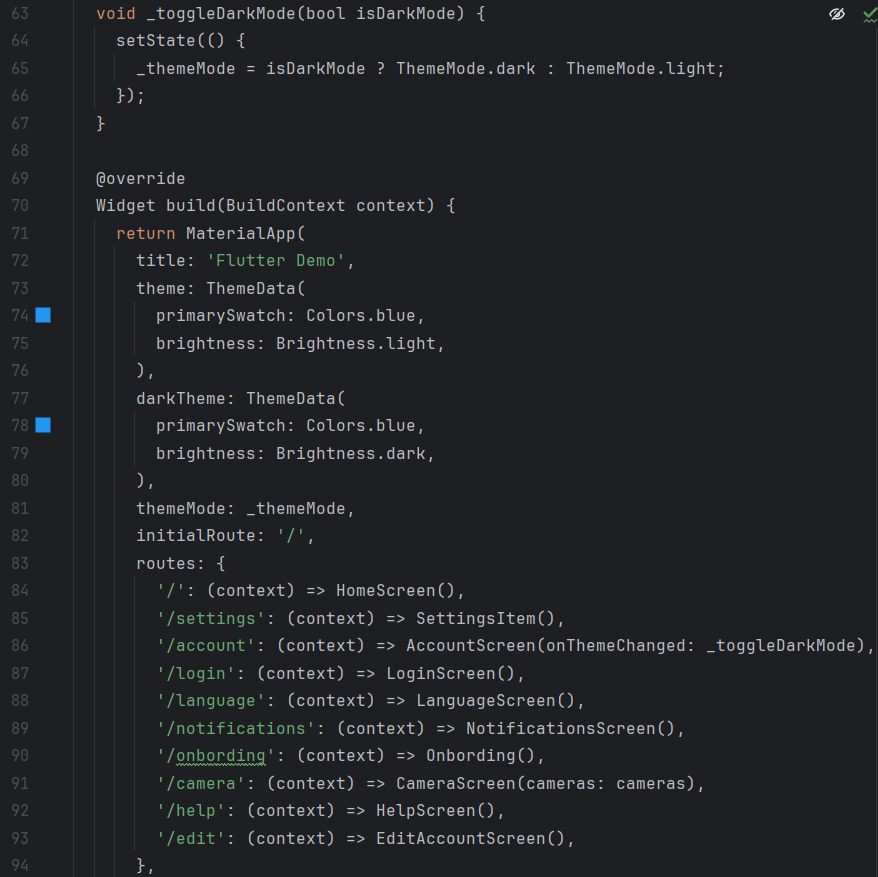 63 void _toggleDarkMode(bool isDarkMode) {
64 setState(() {
65 _themeMode = isDarkMode ? ThemeMode.dark : ThemeMode.light;
66 });
67 }
68
69 @override
70 Widget build(BuildContext context) {
71 return MaterialApp(
72 title: 'Flutter Demo',
73 theme: ThemeData(
74 primarySwatch: Colors.blue,
75 brightness: Brightness.light,
76 ),
77 darkTheme: ThemeData(
78 primarySwatch: Colors.blue,
79 brightness: Brightness.dark,
80 ),
81 themeMode: _themeMode,
82 initialRoute: '/',
83 routes: {
84 '/': (context) => HomeScreen(),
85 '/settings': (context) => SettingsItem(),
86 '/account': (context) => AccountScreen(onThemeChanged: _toggleDarkMode),
87 '/login': (context) => LoginScreen(),
88 '/language': (context) => LanguageScreen(),
89 '/notifications': (context) => NotificationsScreen(),
90 '/onbording': (context) => Onbording(),
91 '/camera': (context) => CameraScreen(cameras: cameras),
92 '/help': (context) => HelpScreen(),
93 '/edit': (context) => EditAccountScreen(),
94 },